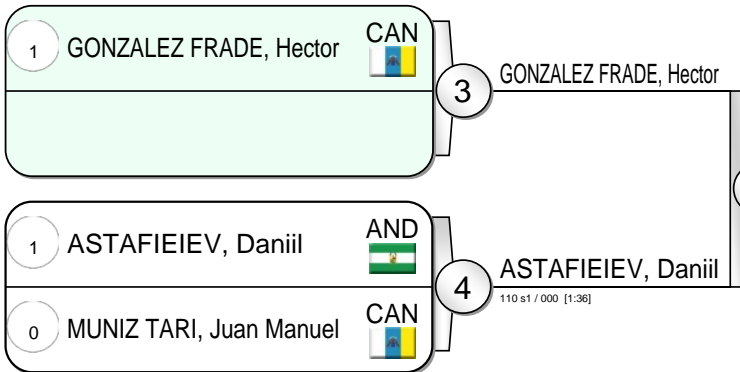 1 GONZALEZ FRADE, Hector CAN
3 GONZALEZ FRADE, Hector
1 ASTAFIEIEV, Daniil AND
4 ASTAFIEIEV, Daniil
110 s1 / 000 [1:36]
0 MUNIZ TARI, Juan Manuel CAN